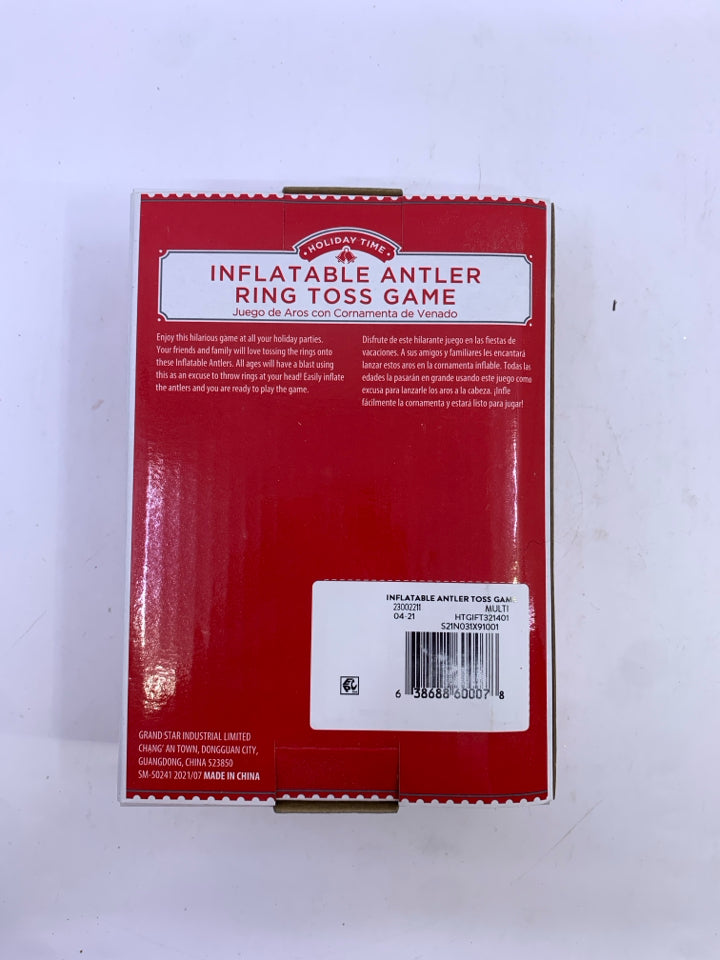 HOLIDAY TIME
INFLATABLE ANTLER
RING TOSS GAME
Juego de Aros con Cornamenta de Venado
Enjoy this hilarious game at all your holiday parties.
Your friends and family will love tossing the rings onto
these Inflatable Antlers. All ages will have a blast using
this as an excuse to throw rings at your head! Easily inflate
the antlers and you are ready to play the game.
Disfrute de este hilarante juego en las fiestas de
vacaciones. A sus amigos y familiares les encantará
lanzar estos aros en la cornamenta inflable. Todas las
edades la pasarán en grande usando este juego como
excusa para lanzarle los aros a la cabeza. ¡Infle
fácilmente la cornamenta y estará listo para jugar!
INFLATABLE ANTLER TOSS GAME
23002211 MULTI
04-21 HTGIFT321401
S21N031X91001
6 38688 60007 8
GRAND STAR INDUSTRIAL LIMITED
CHANG' AN TOWN, DONGGUAN CITY,
GUANGDONG, CHINA 523850
SM-50241 2021/07 MADE IN CHINA